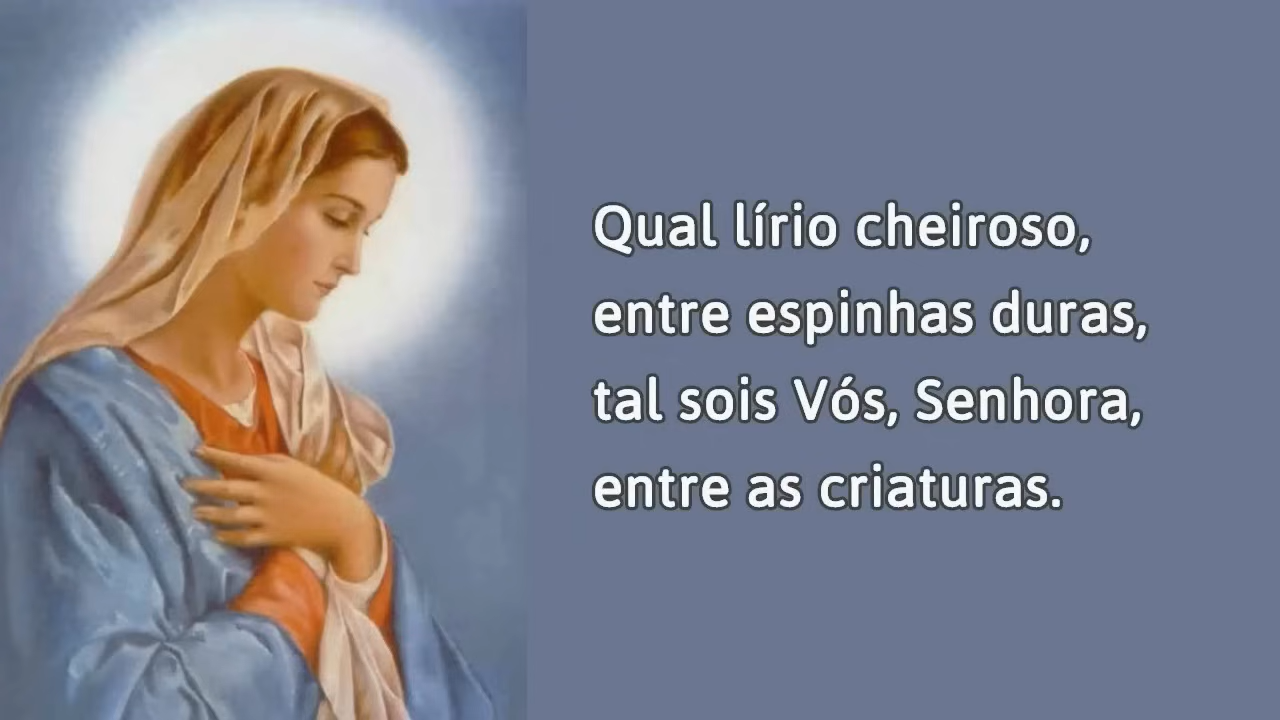 Qual lírio cheiroso,
entre espinhas duras,
tal sois Vós, Senhora,
entre as criaturas.